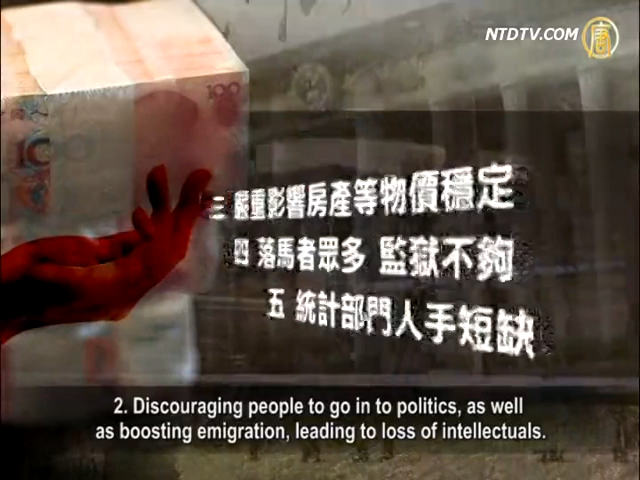 NTDTV.COM
三 嚴重影響房產等物價穩定
四 落馬者眾多 監獄不夠
五 統計部門人手短缺
2. Discouraging people to go in to politics, as well
as boosting emigration, leading to loss of intellectuals.
100